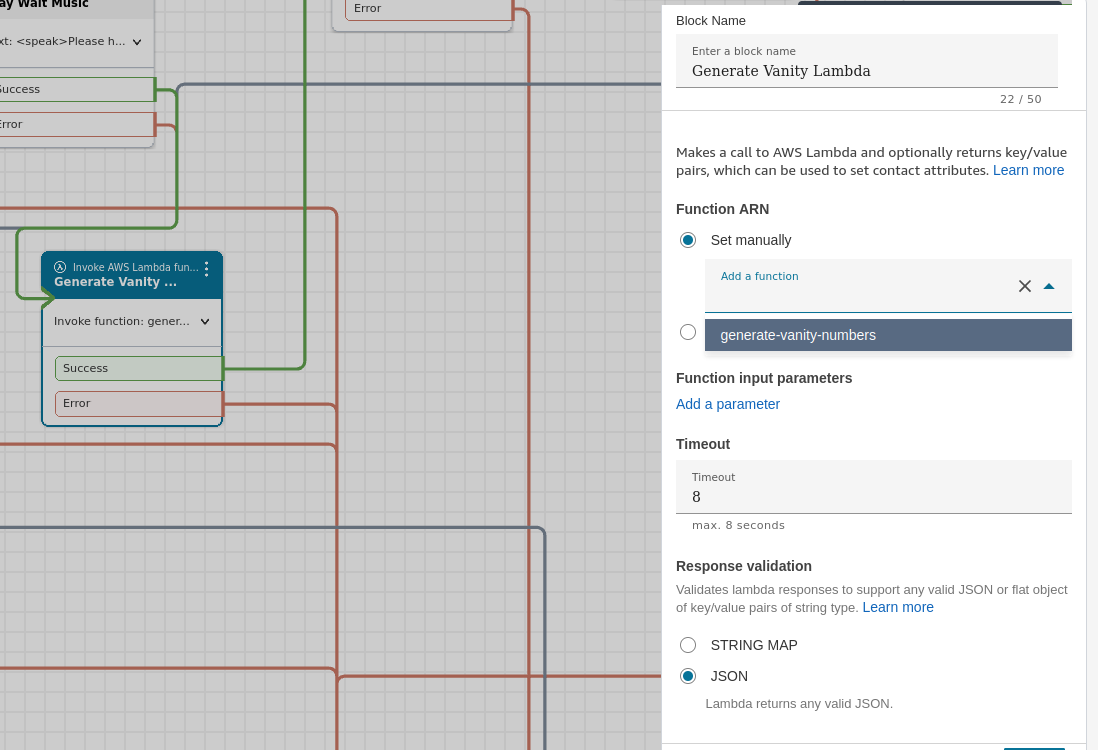 ay Wait Music
xt: <speak>Please h...
Success
Error
Error
Invoke AWS Lambda fun...
Generate Vanity ...
Invoke function: gener...
Success
Error
Block Name
Enter a block name
Generate Vanity Lambda
22 / 50
Makes a call to AWS Lambda and optionally returns key/value
pairs, which can be used to set contact attributes. Learn more
Function ARN
Set manually
Add a function
generate-vanity-numbers
Function input parameters
Add a parameter
Timeout
Timeout
8
max. 8 seconds
Response validation
Validates lambda responses to support any valid JSON or flat object
of key/value pairs of string type. Learn more
STRING MAP
JSON
Lambda returns any valid JSON.